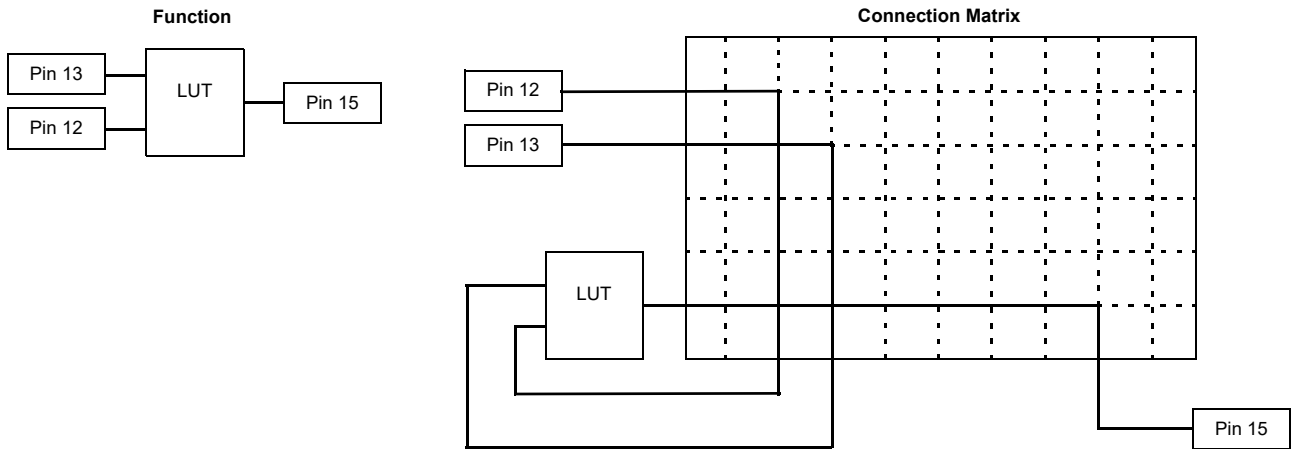 Function
Pin 13
Pin 12
LUT
Pin 15
Connection Matrix
Pin 12
Pin 13
LUT
Pin 15